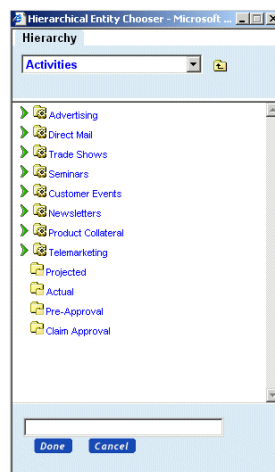 Hierarchical Entity Chooser - Microsoft ...
Hierarchy
Activities
Advertising
Direct Mail
Trade Shows
Seminars
Customer Events
Newsletters
Product Collateral
Telemarketing
Projected
Actual
Pre-Approval
Claim Approval
Done Cancel